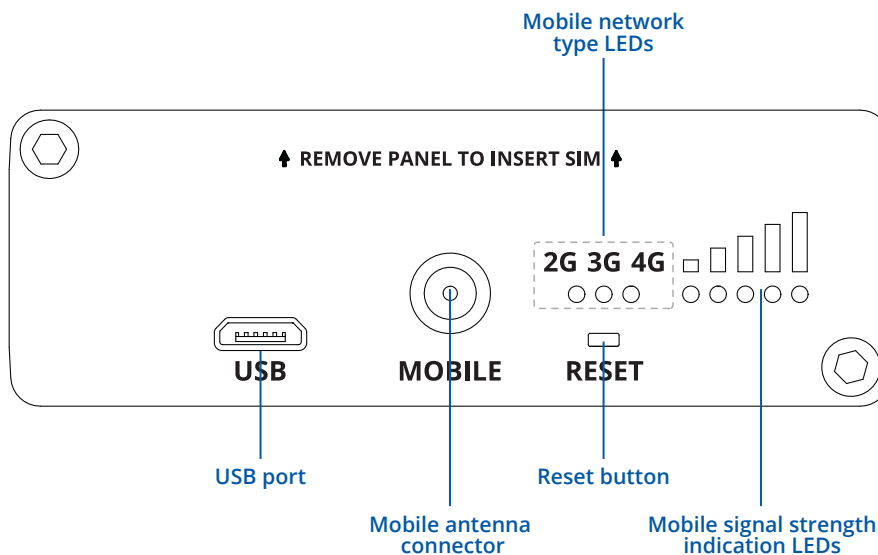 Mobile network
type LEDs
REMOVE PANEL TO INSERT SIM
2G 3G 4G
USB
MOBILE
RESET
USB port
Reset button
Mobile antenna
connector
Mobile signal strength
indication LEDs